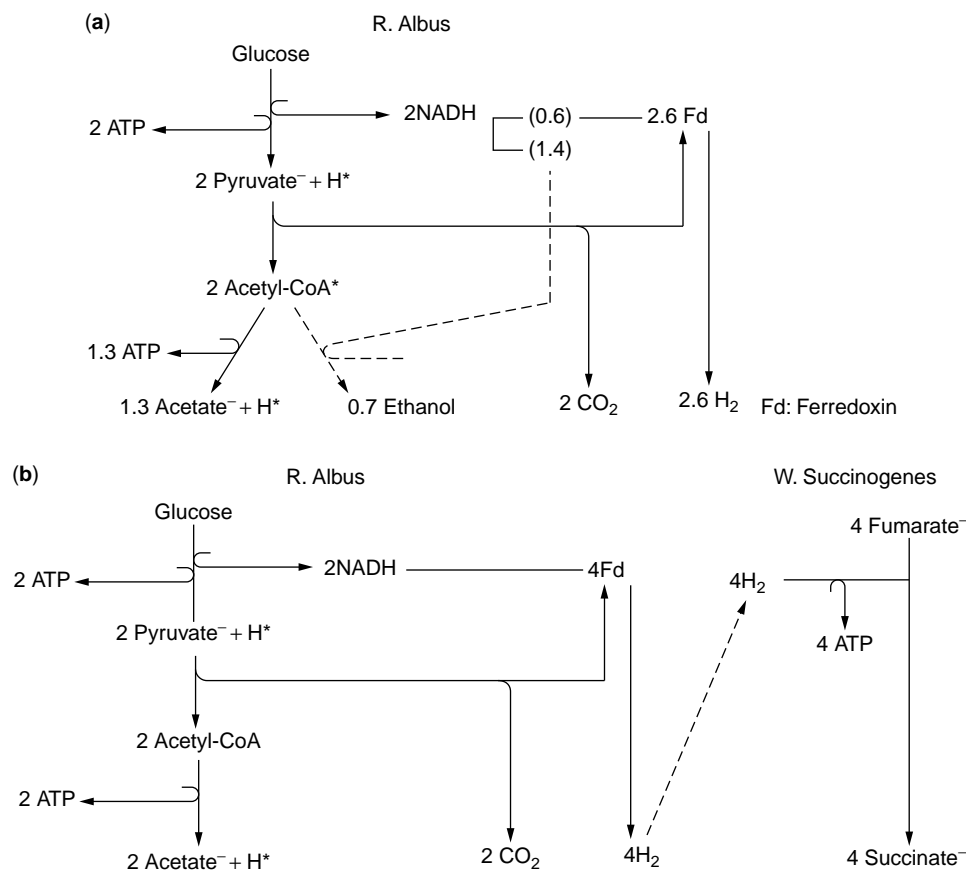 (a) R. Albus
Glucose
2 ATP 2NADH (0.6) 2.6 Fd
(1.4)
2 Pyruvate⁻ + H*
2 Acetyl-CoA*
1.3 ATP
1.3 Acetate⁻ + H* 0.7 Ethanol 2 CO₂ 2.6 H₂ Fd: Ferredoxin
(b) R. Albus W. Succinogenes
Glucose 4 Fumarate⁻
2 ATP 2NADH 4Fd 4H₂
2 Pyruvate⁻ + H* 4 ATP
2 Acetyl-CoA
2 ATP
2 Acetate⁻ + H* 2 CO₂ 4H₂ 4 Succinate⁻